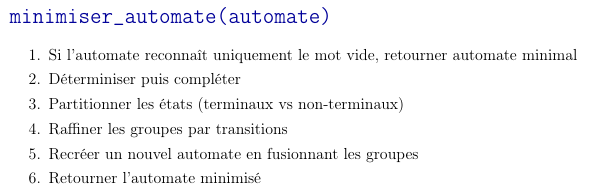 minimiser_automate(automate)
1. Si l'automate reconnaît uniquement le mot vide, retourner automate minimal
2. Déterminiser puis compléter
3. Partitionner les états (terminaux vs non-terminaux)
4. Raffiner les groupes par transitions
5. Recréer un nouvel automate en fusionnant les groupes
6. Retourner l'automate minimisé